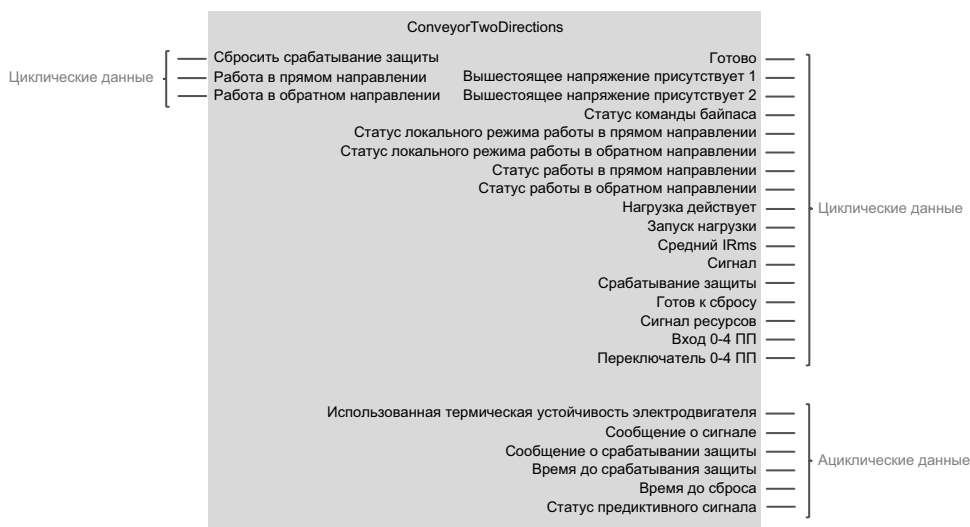 ConveyorTwoDirections
Циклические данные
Сбросить срабатывание защиты
Работа в прямом направлении
Работа в обратном направлении
Готово
Вышестоящее напряжение присутствует 1
Вышестоящее напряжение присутствует 2
Статус команды байпаса
Статус локального режима работы в прямом направлении
Статус локального режима работы в обратном направлении
Статус работы в прямом направлении
Статус работы в обратном направлении
Нагрузка действует
Запуск нагрузки
Средний IRms
Сигнал
Срабатывание защиты
Готов к сбросу
Сигнал ресурсов
Вход 0-4 ПП
Переключатель 0-4 ПП
Циклические данные
Использованная термическая устойчивость электродвигателя
Сообщение о сигнале
Сообщение о срабатывании защиты
Время до срабатывания защиты
Время до сброса
Статус предиктивного сигнала
Ациклические данные